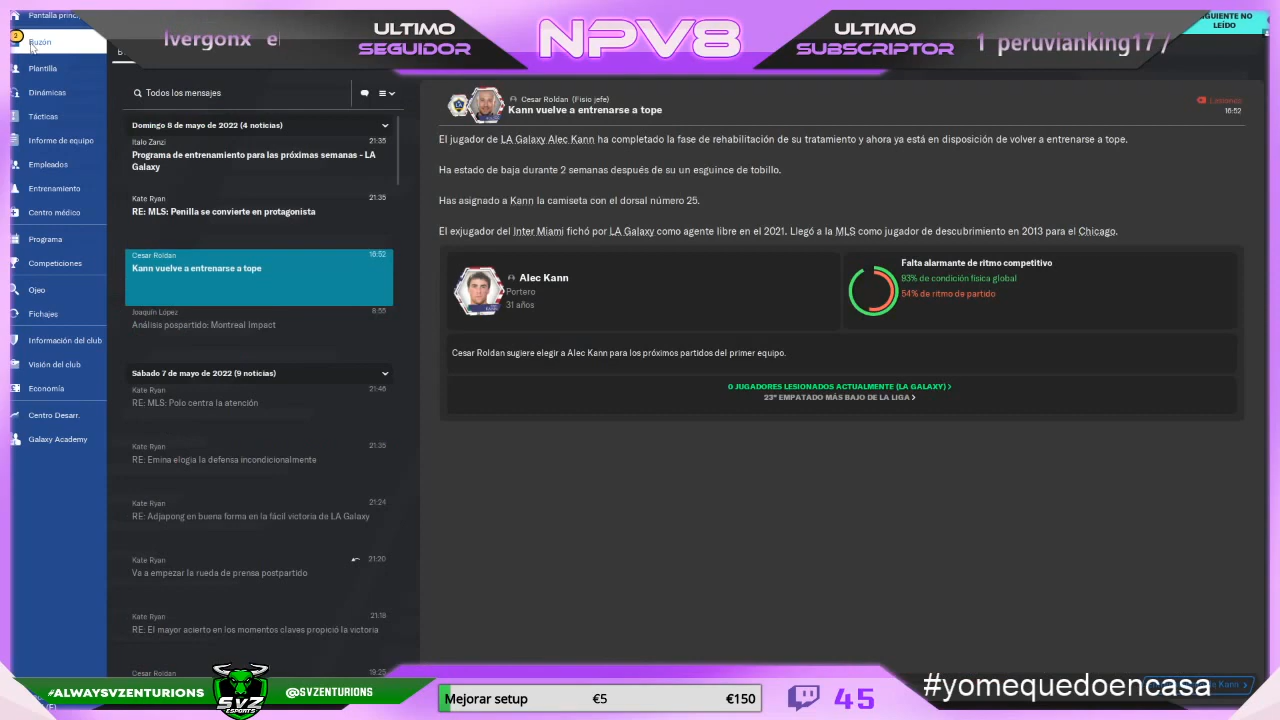 Pantalla princ
2
Buzón
Plantilla
Dinámicas
Tácticas
Informe de equipo
Empleados
Entrenamiento
Centro médico
Programa
Competiciones
Ojeo
Fichajes
Información del club
Visión del club
Economía
Centro Desarr.
Galaxy Academy
lvergonx e
ULTIMO
SEGUIDOR
NPV8
ULTIMO
SUBSCRIPTOR
1 peruvianking17 /
GUIENTE NO
LEÍDO
Todos los mensajes
Domingo 8 de mayo de 2022 (4 noticias)
Italo Zanzi 21:35
Programa de entrenamiento para las próximas semanas - LA
Galaxy
Kate Ryan 21:35
RE: MLS: Penilla se convierte en protagonista
Cesar Roldan 16:52
Kann vuelve a entrenarse a tope
Joaquín López 8:55
Análisis pospartido: Montreal Impact
Sábado 7 de mayo de 2022 (9 noticias)
Kate Ryan 21:46
RE: MLS: Polo centra la atención
Kate Ryan 21:35
RE: Emina elogia la defensa incondicionalmente
Kate Ryan 21:24
RE: Adjapong en buena forma en la fácil victoria de LA Galaxy
Kate Ryan 21:20
Va a empezar la rueda de prensa postpartido
Kate Ryan 21:18
RE: El mayor acierto en los momentos claves propició la victoria
Cesar Roldan 19:25
Cesar Roldan (Fisio jefe)
Kann vuelve a entrenarse a tope
Lesiones
16:52
El jugador de LA Galaxy Alec Kann ha completado la fase de rehabilitación de su tratamiento y ahora ya está en disposición de volver a entrenarse en full.
Ha estado de baja durante 2 semanas después de su un esguince de tobillo.
Has asignado a Kann la camiseta con el dorsal número 25.
El exjugador del Inter Miami fichó por LA Galaxy como agente libre en el 2021. Llegó a la MLS como jugador de descubrimiento en 2013 para el Chicago.
Alec Kann
Portero
31 años
Falta alarmante de ritmo competitivo
93% de condición física global
54% de ritmo de partido
Cesar Roldan sugiere elegir a Alec Kann para los próximos partidos del primer equipo.
0 JUGADORES LESIONADOS ACTUALMENTE (LA GALAXY) >
23º EMPATADO MÁS BAJO DE LA LIGA >
#ALWAYSVZENTURIONS
SVZ
ESPORTS
@SVZENTURIONS
Mejorar setup €5 €150
45
#yomequedoencasa
Kann >